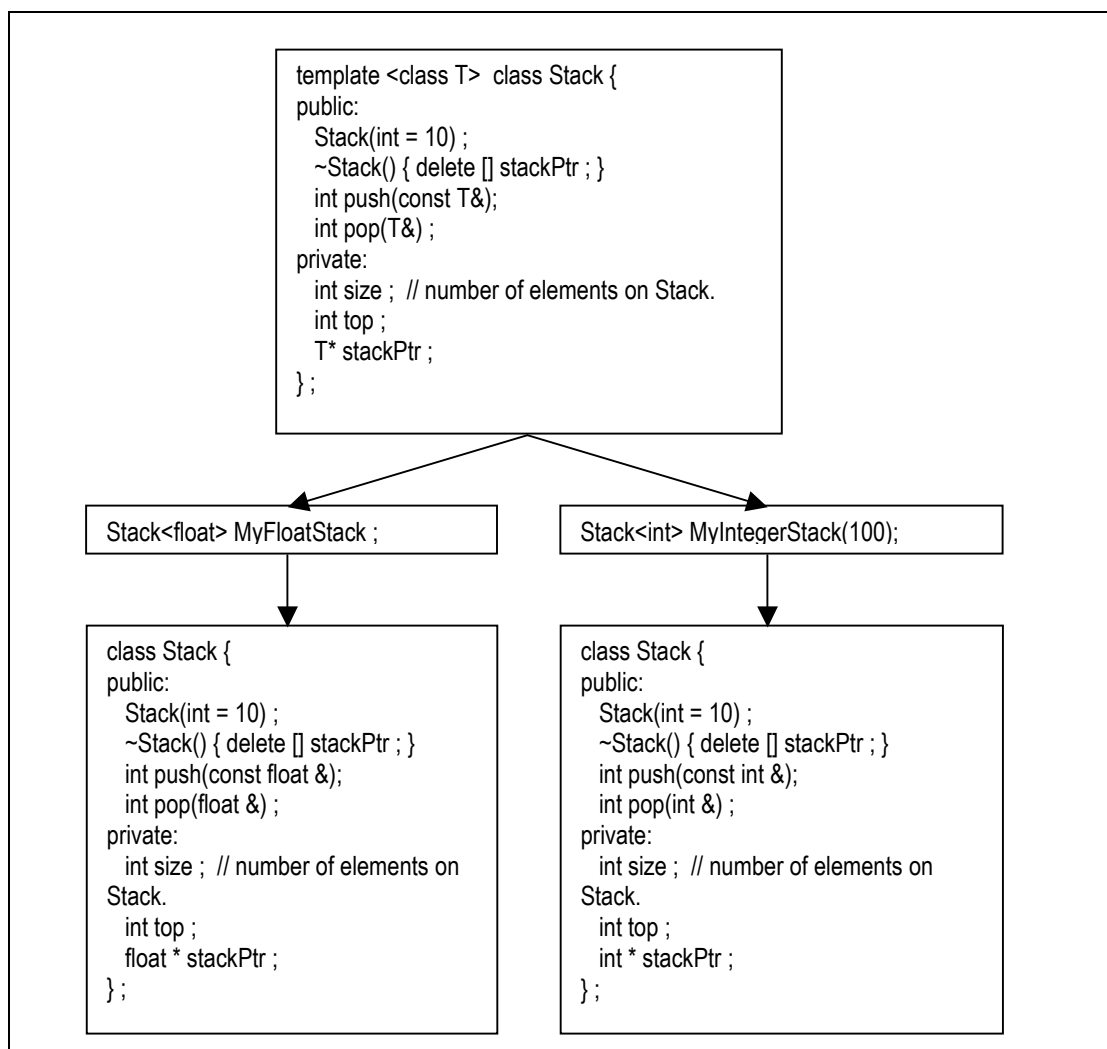 template <class T>  class Stack {
public:
  Stack(int = 10) ;
  ~Stack() { delete [] stackPtr ; }
  int push(const T&);
  int pop(T&) ;
private:
  int size ;  // number of elements on Stack.
  int top ;
  T* stackPtr ;
} ;
Stack<float> MyFloatStack ;
Stack<int> MyIntegerStack(100);
class Stack {
public:
  Stack(int = 10) ;
  ~Stack() { delete [] stackPtr ; }
  int push(const float &);
  int pop(float &) ;
private:
  int size ;  // number of elements on
Stack.
  int top ;
  float * stackPtr ;
} ;
class Stack {
public:
  Stack(int = 10) ;
  ~Stack() { delete [] stackPtr ; }
  int push(const int &);
  int pop(int &) ;
private:
  int size ;  // number of elements on
Stack.
  int top ;
  int * stackPtr ;
} ;